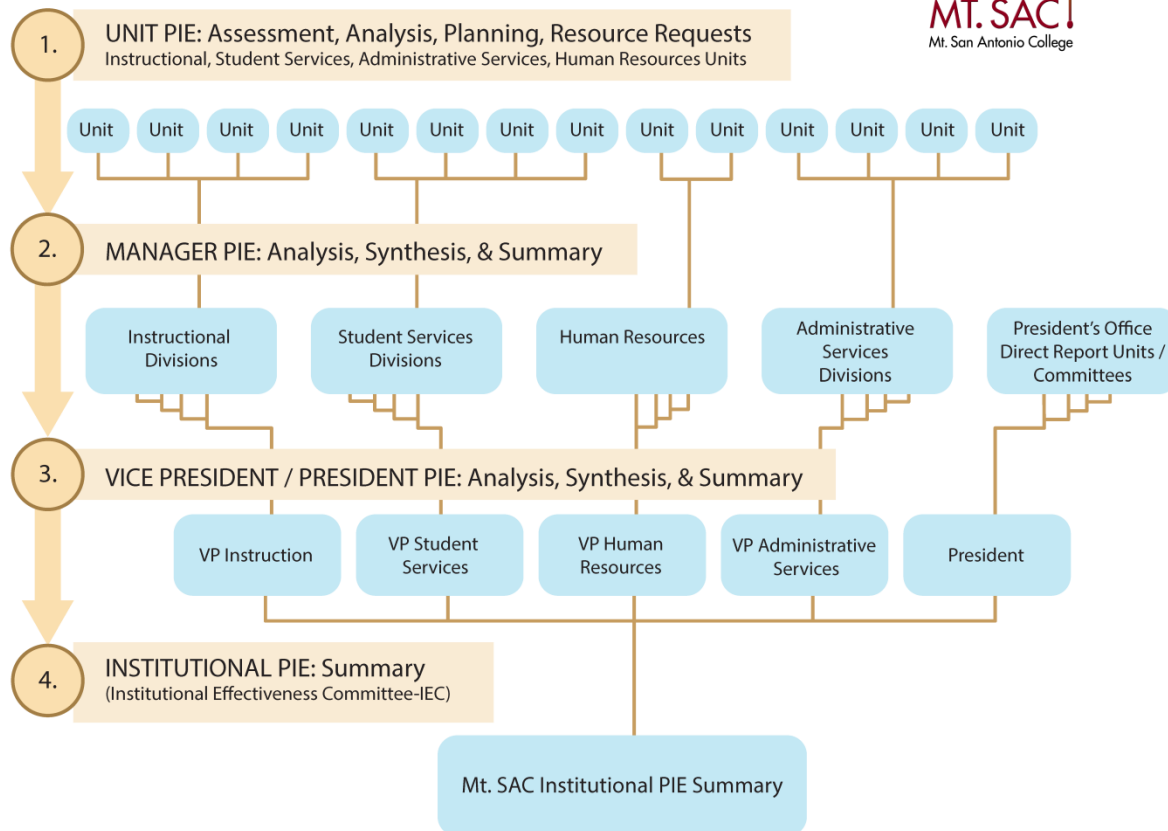 MT. SAC
Mt. San Antonio College
1.
UNIT PIE: Assessment, Analysis, Planning, Resource Requests
Instructional, Student Services, Administrative Services, Human Resources Units
Unit Unit Unit Unit Unit Unit Unit Unit Unit Unit Unit Unit Unit Unit
2.
MANAGER PIE: Analysis, Synthesis, & Summary
Instructional
Divisions
Student Services
Divisions
Human Resources
Administrative
Services
Divisions
President's Office
Direct Report Units /
Committees
3.
VICE PRESIDENT / PRESIDENT PIE: Analysis, Synthesis, & Summary
VP Instruction
VP Student
Services
VP Human
Resources
VP Administrative
Services
President
4.
INSTITUTIONAL PIE: Summary
(Institutional Effectiveness Committee-IEC)
Mt. SAC Institutional PIE Summary